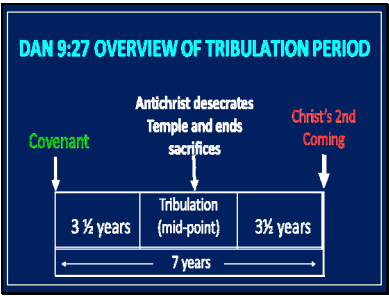 DAN 9:27 OVERVIEW OF TRIBULATION PERIOD
Antichrist desecrates
Temple and ends
sacrifices
Christ's 2nd
Coming
Covenant
Tribulation
(mid-point)
3 ½ years
3½ years
7 years